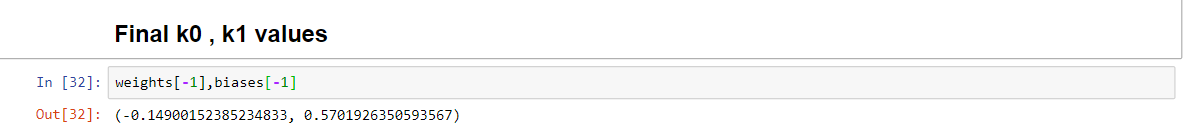 Final k0 , k1 values
In [32]: weights[-1],biases[-1]
Out[32]: (-0.14900152385234833, 0.5701926350593567)